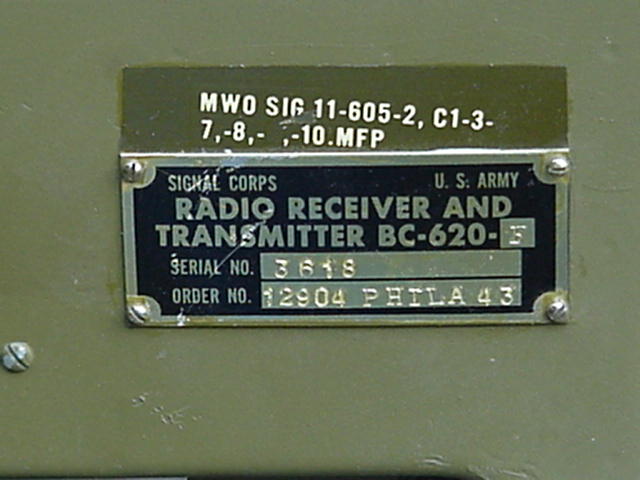 MWO SIG 11-605-2, C1-3-
7,-8,- ,-10.MFP
SIGNAL CORPS U. S. ARMY
RADIO RECEIVER AND
TRANSMITTER BC-620-F
SERIAL NO. 3618
ORDER NO. 12904 PHILA 43